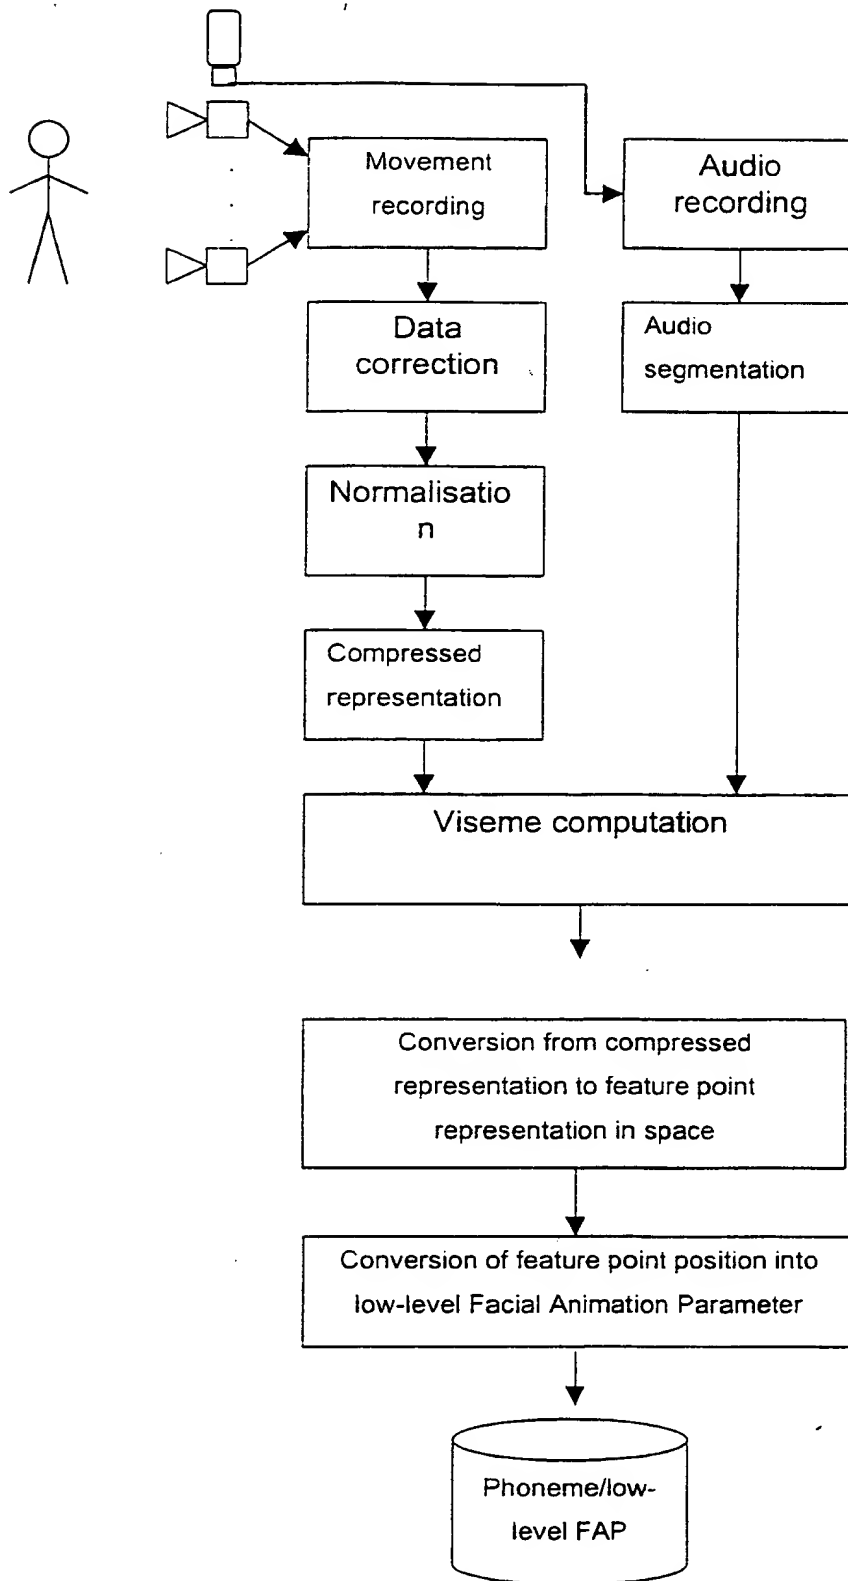 Movement
recording
Audio
recording
Data
correction
Audio
segmentation
Normalisatio
n
Compressed
representation
Viseme computation
Conversion from compressed
representation to feature point
representation in space
Conversion of feature point position into
low-level Facial Animation Parameter
Phoneme/low-
level FAP